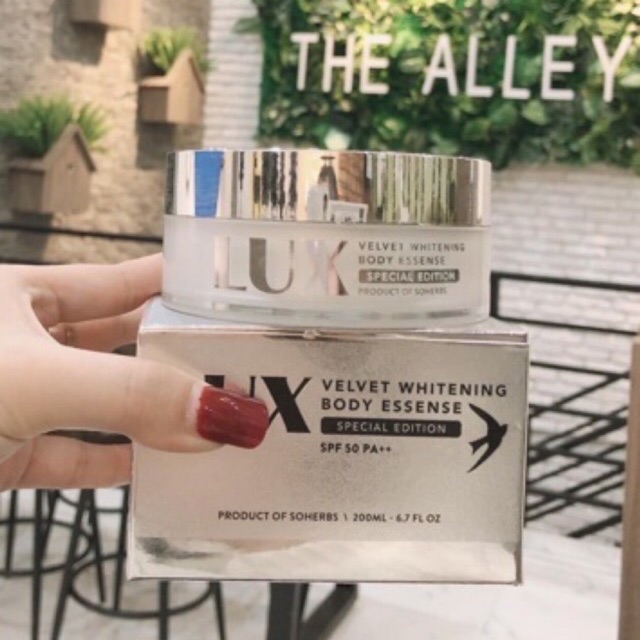 THE ALLEY
LUX
VELVET WHITENING
BODY ESSENSE
SPECIAL EDITION
PRODUCT OF SOHERBS
UX
VELVET WHITENING
BODY ESSENSE
SPECIAL EDITION
SPF 50 PA++
PRODUCT OF SOHERBS \ 200ML - 6.7 FL OZ